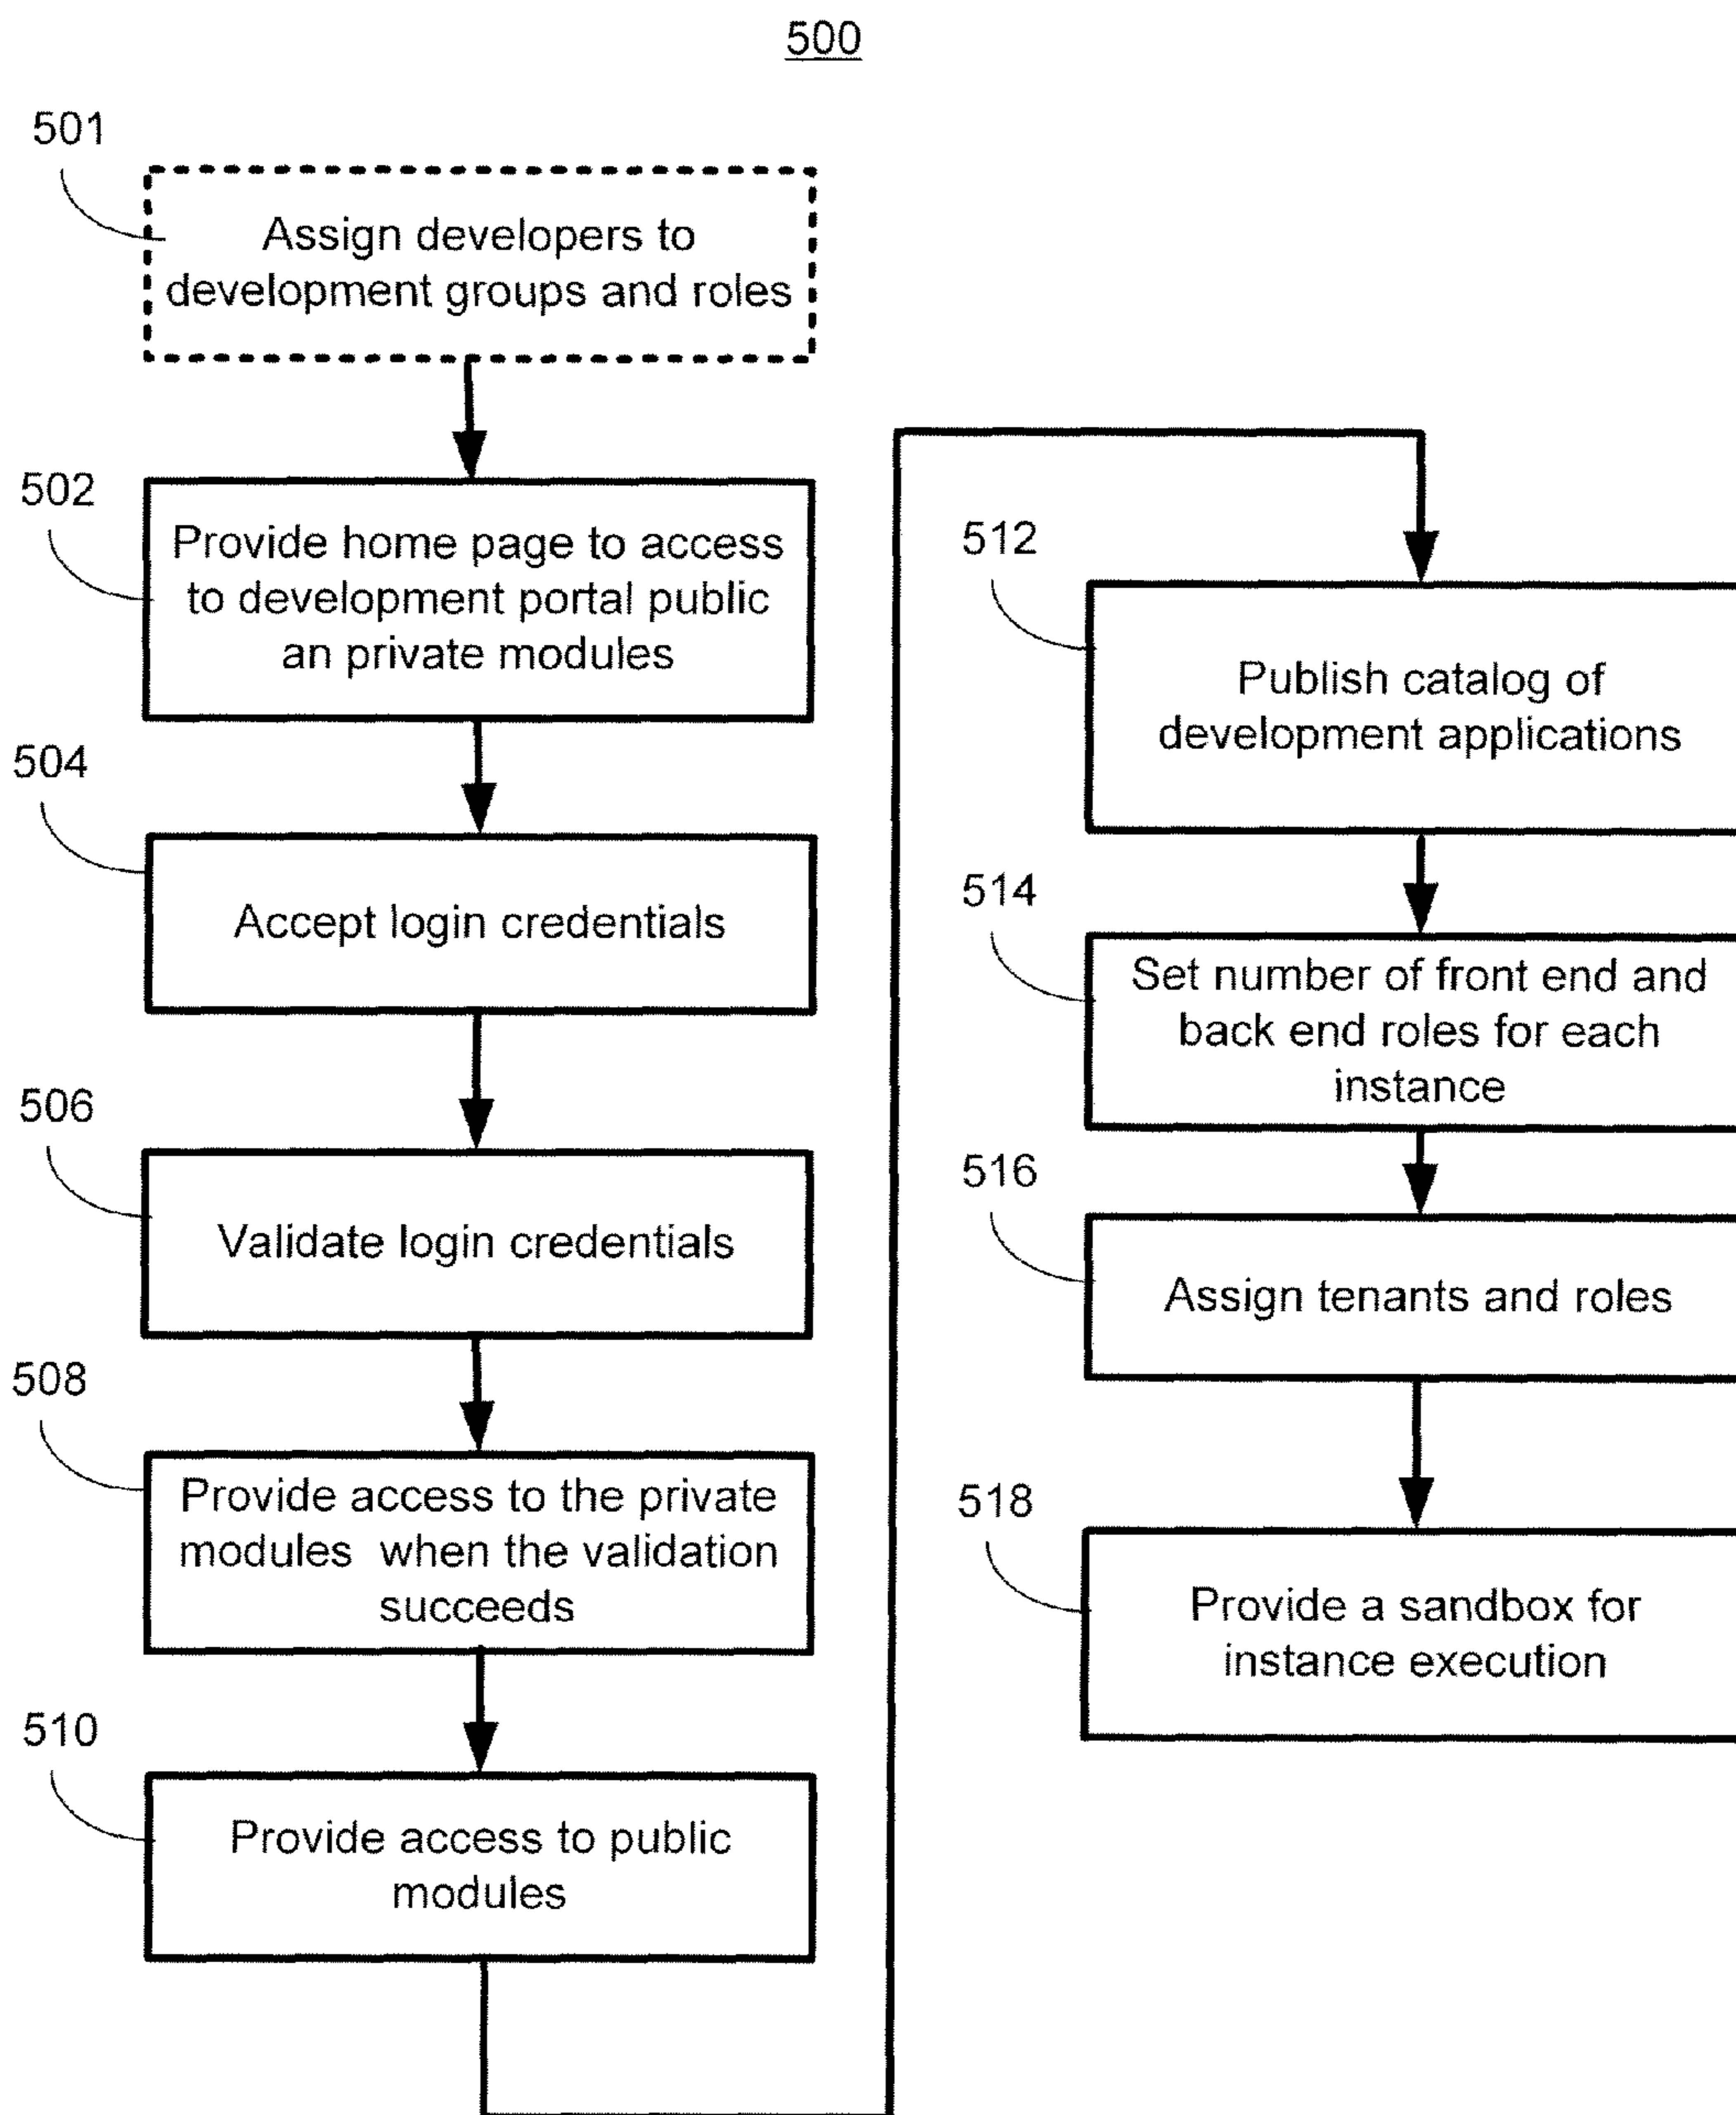 500
501
Assign developers to
development groups and roles
502
Provide home page to access
to development portal public
an private modules
504
Accept login credentials
506
Validate login credentials
508
Provide access to the private
modules when the validation
succeeds
510
Provide access to public
modules
512
Publish catalog of
development applications
514
Set number of front end and
back end roles for each
instance
516
Assign tenants and roles
518
Provide a sandbox for
instance execution